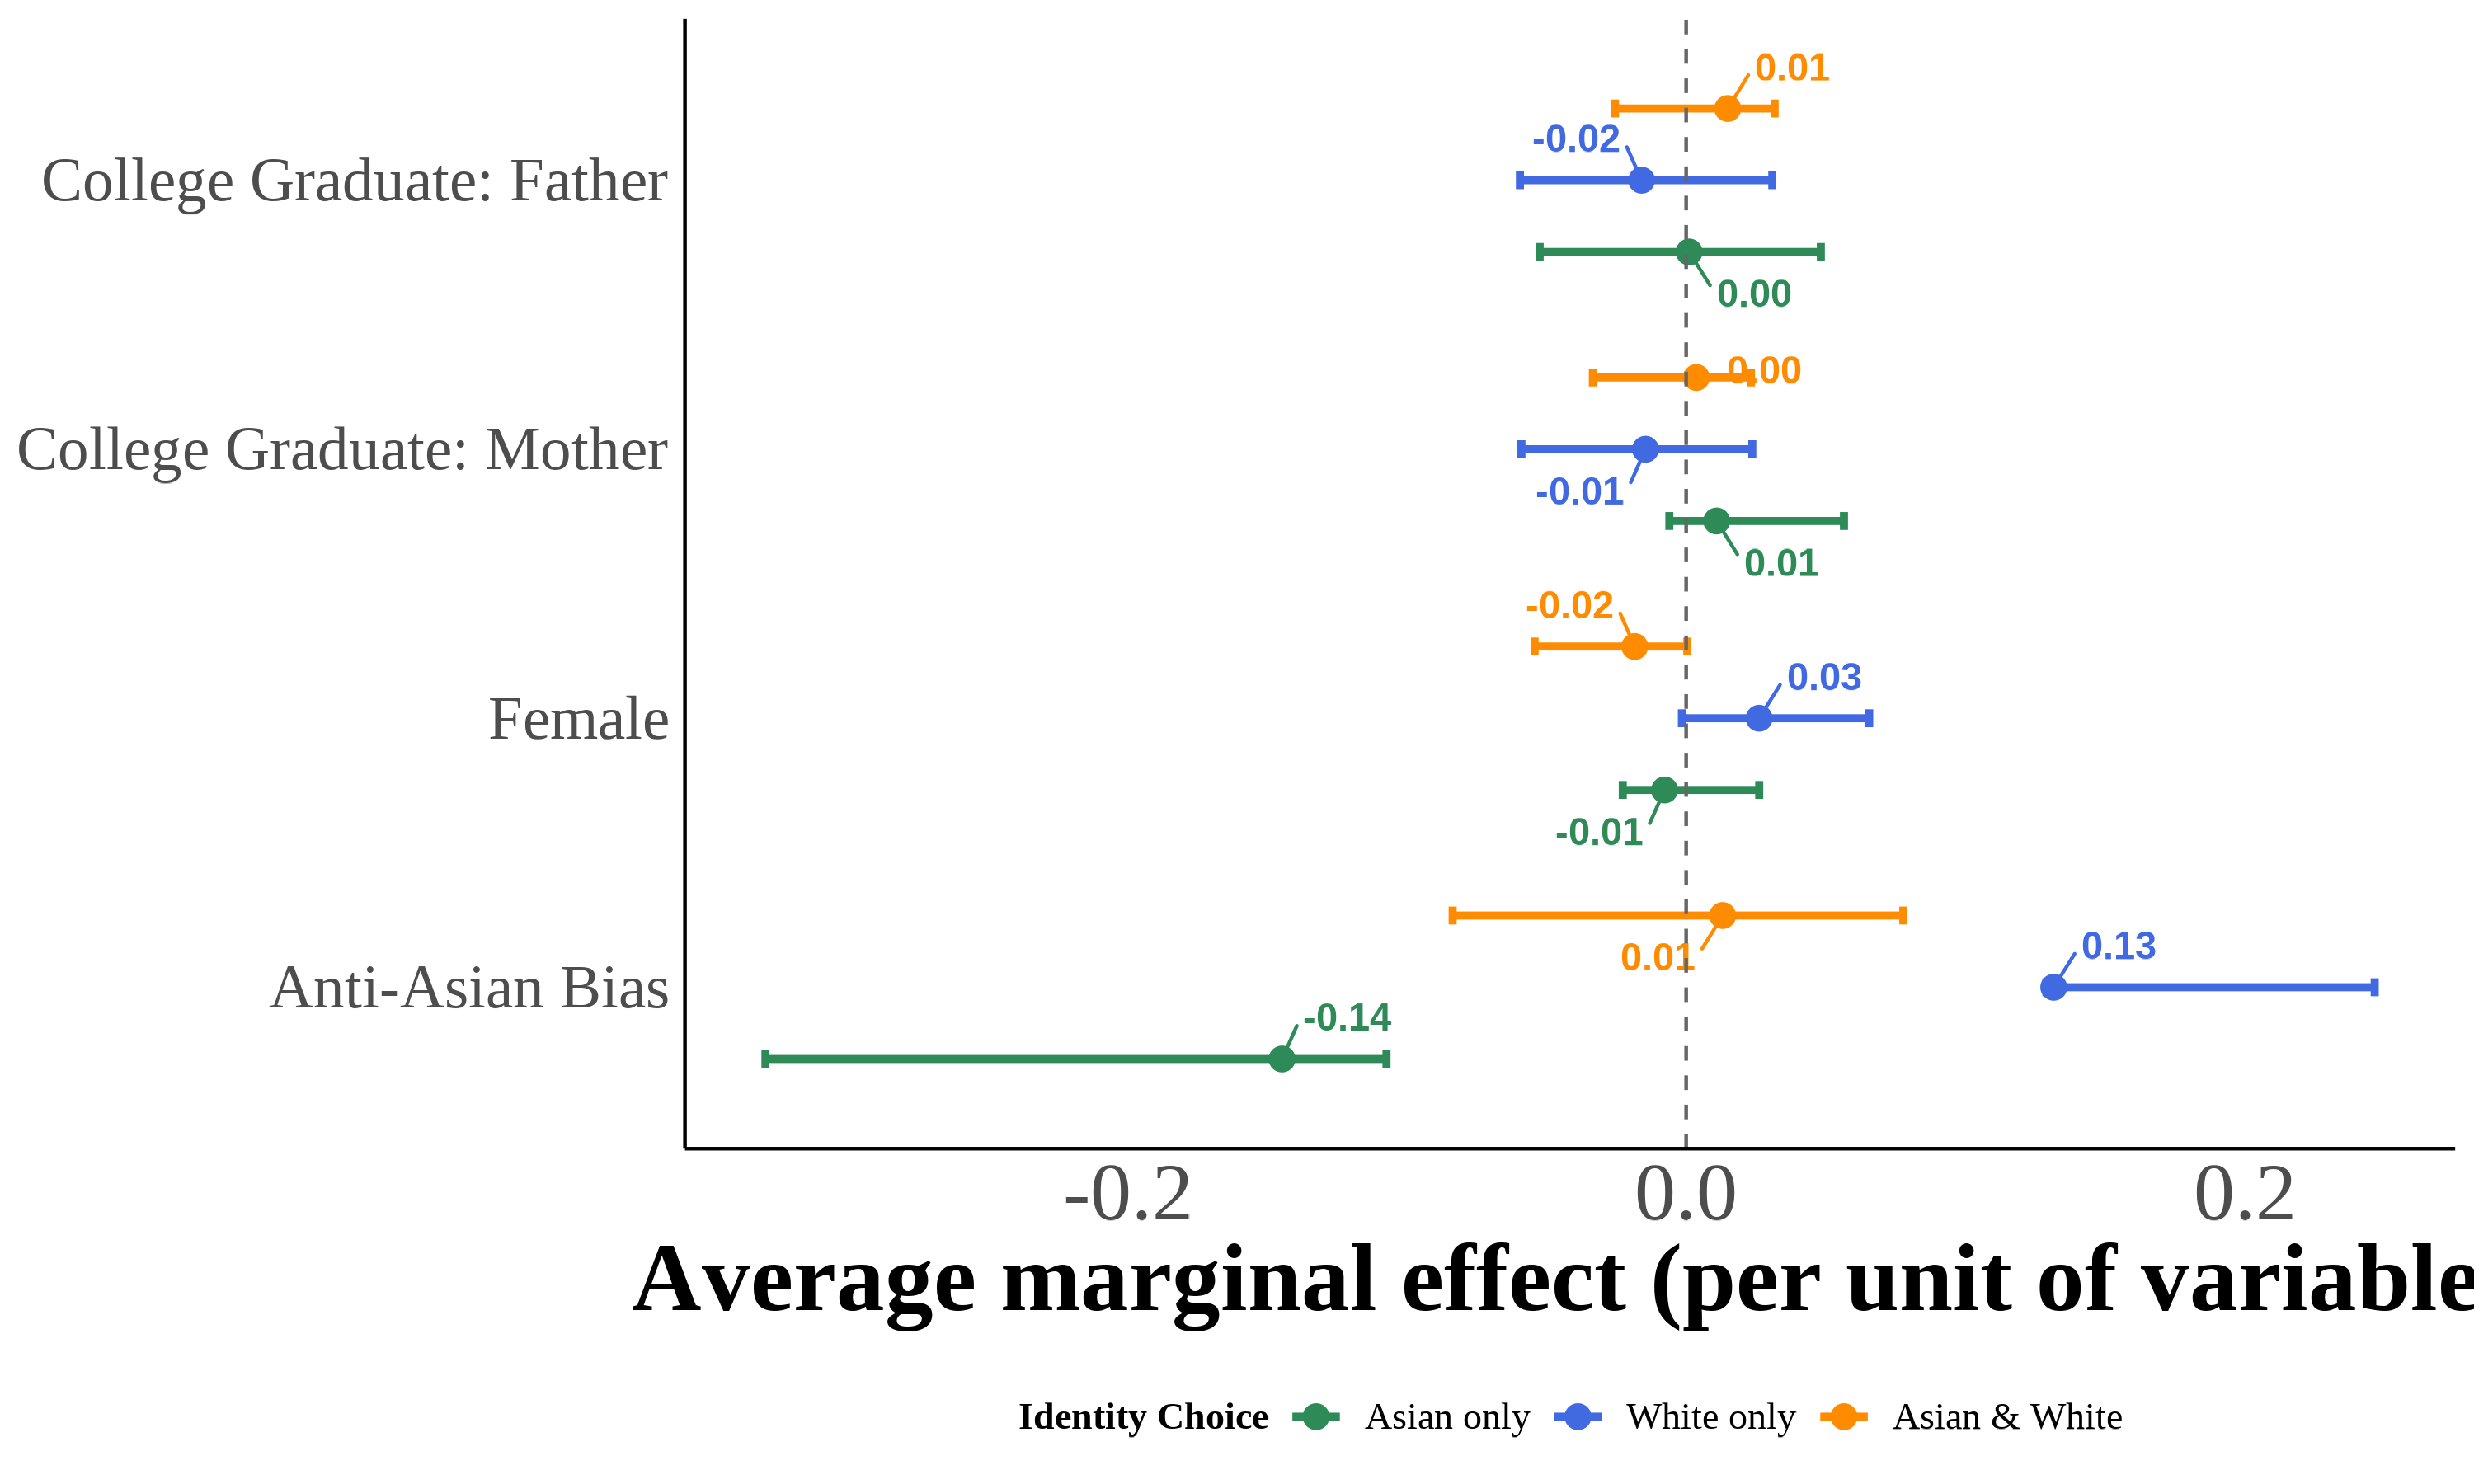 0.01
-0.02
College Graduate: Father
0.00
0.00
College Graduate: Mother
-0.01
0.01
-0.02
0.03
Female
-0.01
0.01
0.13
Anti-Asian Bias
-0.14
-0.2 0.0 0.2
Average marginal effect (per unit of variable
Identity Choice Asian only White only Asian & White